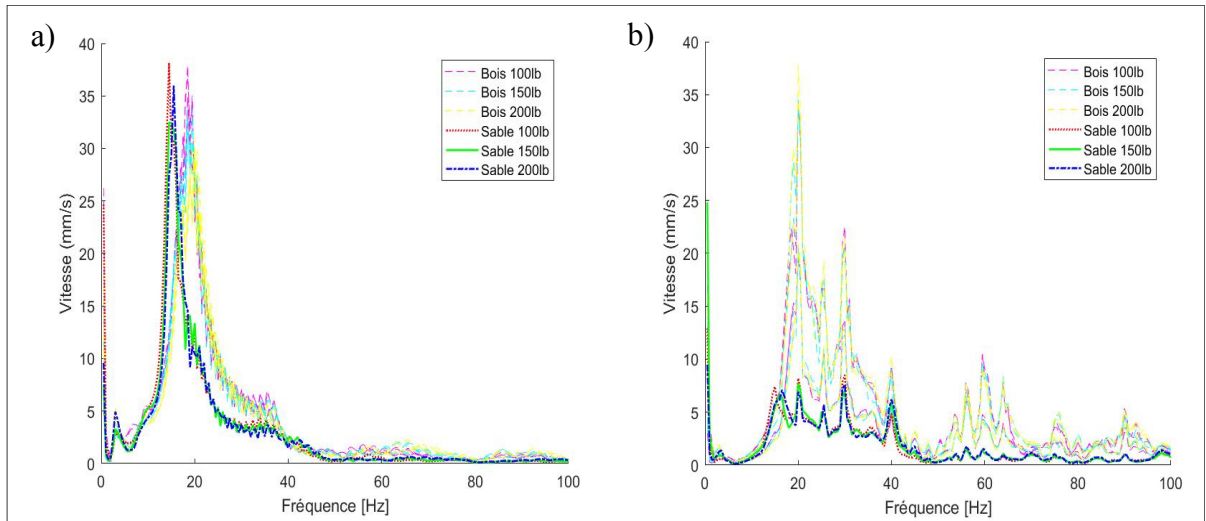 a)
40
35
30
25
20
15
10
5
0
Vitesse (mm/s)
0 20 40 60 80 100
Fréquence [Hz]
Bois 100lb
Bois 150lb
Bois 200lb
Sable 100lb
Sable 150lb
Sable 200lb
b)
40
35
30
25
20
15
10
5
0
Vitesse (mm/s)
0 20 40 60 80 100
Fréquence [Hz]
Bois 100lb
Bois 150lb
Bois 200lb
Sable 100lb
Sable 150lb
Sable 200lb